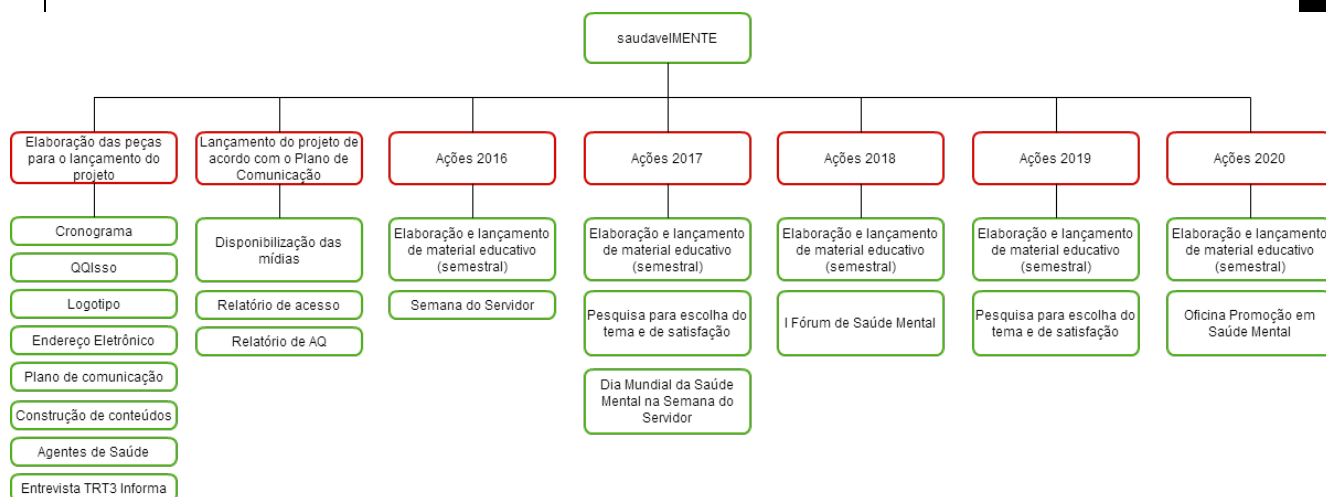 saudavelMENTE
Elaboração das peças
para o lançamento do
projeto
Lançamento do projeto de
acordo com o Plano de
Comunicação
Ações 2016
Ações 2017
Ações 2018
Ações 2019
Ações 2020
Cronograma
QQIsso
Logotipo
Endereço Eletrônico
Plano de comunicação
Construção de conteúdos
Agentes de Saúde
Entrevista TRT3 Informa
Disponibilização das
mídias
Relatório de acesso
Relatório de AQ
Elaboração e lançamento
de material educativo
(semestral)
Semana do Servidor
Elaboração e lançamento
de material educativo
(semestral)
Pesquisa para escolha do
tema e de satisfação
Dia Mundial da Saúde
Mental na Semana do
Servidor
Elaboração e lançamento
de material educativo
(semestral)
I Fórum de Saúde Mental
Elaboração e lançamento
de material educativo
(semestral)
Pesquisa para escolha do
tema e de satisfação
Elaboração e lançamento
de material educativo
(semestral)
Oficina Promoção em
Saúde Mental